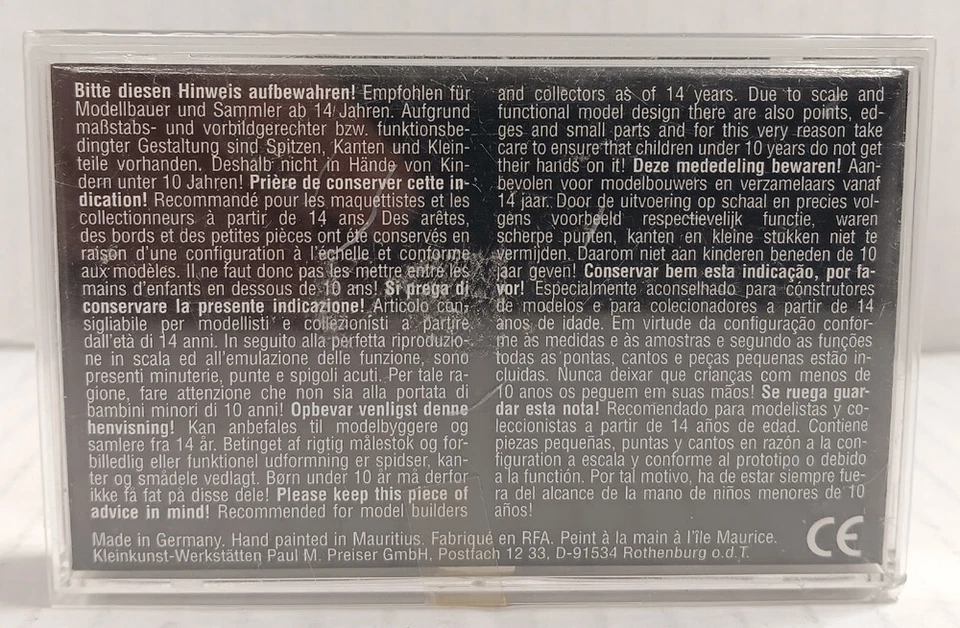 Bitte diesen Hinweis aufbewahren! Empfohlen für
Modellbauer und Sammler ab 14 Jahren. Aufgrund
maßstabs- und vorbildgerechter bzw. funktionsbe-
dingter Gestaltung sind Spitzen, Kanten und Klein-
teile vorhanden. Deshalb nicht in Hände von Kin-
dern unter 10 Jahren! Prière de conserver cette in-
dication! Recommandé pour les maquettistes et les
collectionneurs à partir de 14 ans. Des arêtes,
des bords et des petites pièces ont été conservés en
raison d'une configuration à l'échelle et conforme
aux modèles. Il ne faut donc pas les mettre entre les
mains d'enfants en dessous de 10 ans! Si prega di
conservare la presente indicazione! Articolo con-
sigliabile per modellisti e collezionisti a partire
dall'età di 14 anni. In seguito alla perfetta riproduzio-
ne in scala ed all'emulazione delle funzione, sono
presenti minuterie, punte e spigoli acuti. Per tale ra-
gione, fare attenzione che non sia alla portata di
bambini minori di 10 anni! Opbevar venligst denne
henvisning! Kan anbefales til modelbyggere og
samlere fra 14 år. Betinget af rigtig målestok og for-
billedlig eller funktionel udformning er spidser, kan-
ter og smådele vedlagt. Børn under 10 år må derfor
ikke få fat på disse dele! Please keep this piece of
advice in mind! Recommended for model builders
and collectors as of 14 years. Due to scale and
functional model design there are also points, ed-
ges and small parts and for this very reason take
care to ensure that children under 10 years do not get
their hands on it! Deze mededeling bewaren! Aan-
bevolen voor modelbouwers en verzamelaars vanaf
14 jaar. Door de uitvoering op schaal en precies vol-
gens voorbeeld respectievelijk functie, waren
scherpe punten, kanten en kleine stukken niet te
vermijden. Daarom niet aan kinderen beneden de 10
jaar geven! Conservar bem esta indicação, por fa-
vor! Especialmente aconselhado para construtores
de modelos e para colecionadores a partir de 14
anos de idade. Em virtude da configuração confor-
me às medidas e às amostras e segundo as funções
todas as pontas, cantos e peças pequenas estão in-
cluidas. Nunca deixar que crianças com menos de
10 anos os peguem em suas mãos! Se ruega guar-
dar esta nota! Recomendado para modelistas y co-
leccionistas a partir de 14 años de edad. Contiene
piezas pequeñas, puntas y cantos en razón a la con-
figuration a escala y conforme al prototipo o debido
a la función. Por tal motivo, ha de estar siempre fue-
ra del alcance de la mano de niños menores de 10
años!
Made in Germany. Hand painted in Mauritius. Fabriqué en RFA. Peint à la main à l'île Maurice.
Kleinkunst-Werkstätten Paul M. Preiser GmbH. Postfach 12 33, D-91534 Rothenburg o.d.T.
CE